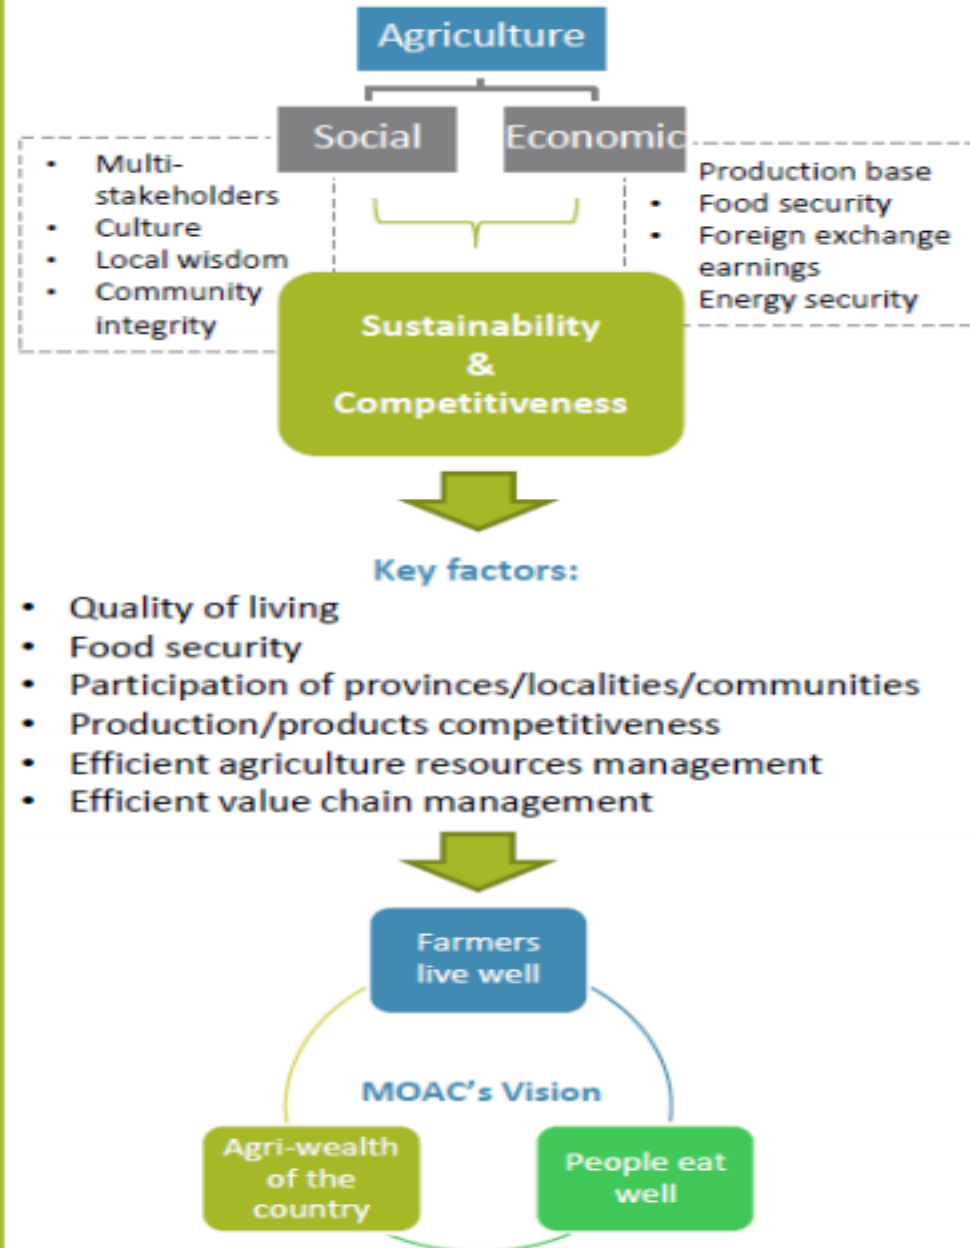 Agriculture
Social
Economic
• Multi-
stakeholders
• Culture
• Local wisdom
• Community
integrity
Production base
• Food security
• Foreign exchange
earnings
Energy security
Sustainability
&
Competitiveness
Key factors:
• Quality of living
• Food security
• Participation of provinces/localities/communities
• Production/products competitiveness
• Efficient agriculture resources management
• Efficient value chain management
Farmers
live well
MOAC's Vision
Agri-wealth
of the
country
People eat
well